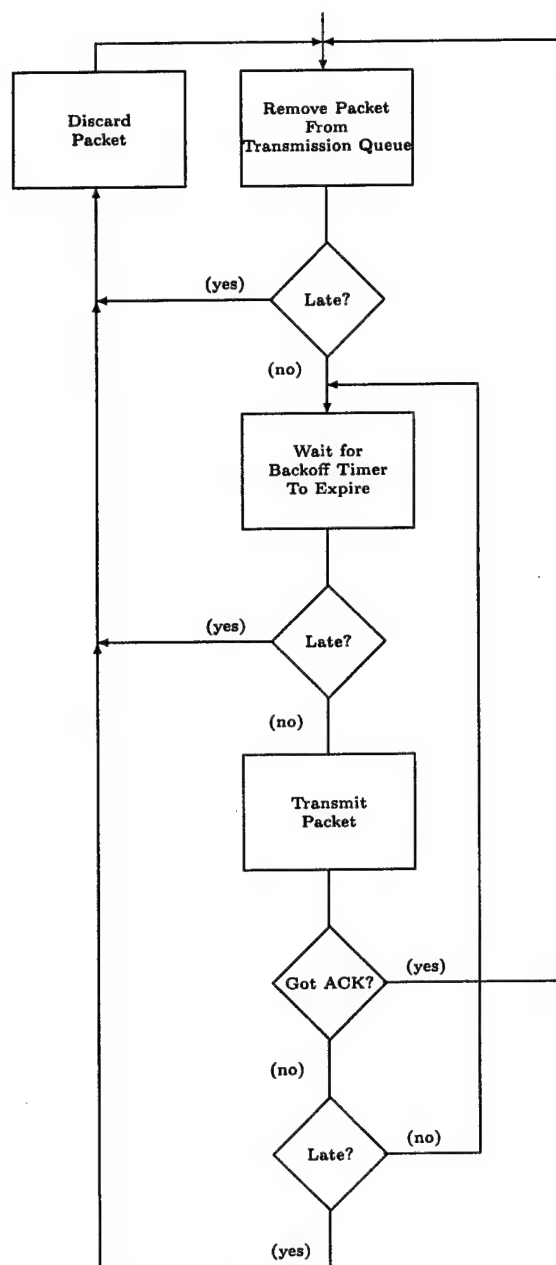 Discard
Packet
Remove Packet
From
Transmission Queue
(yes)
Late?
(no)
Wait for
Backoff Timer
To Expire
(yes)
Late?
(no)
Transmit
Packet
Got ACK?
(yes)
(no)
Late?
(no)
(yes)